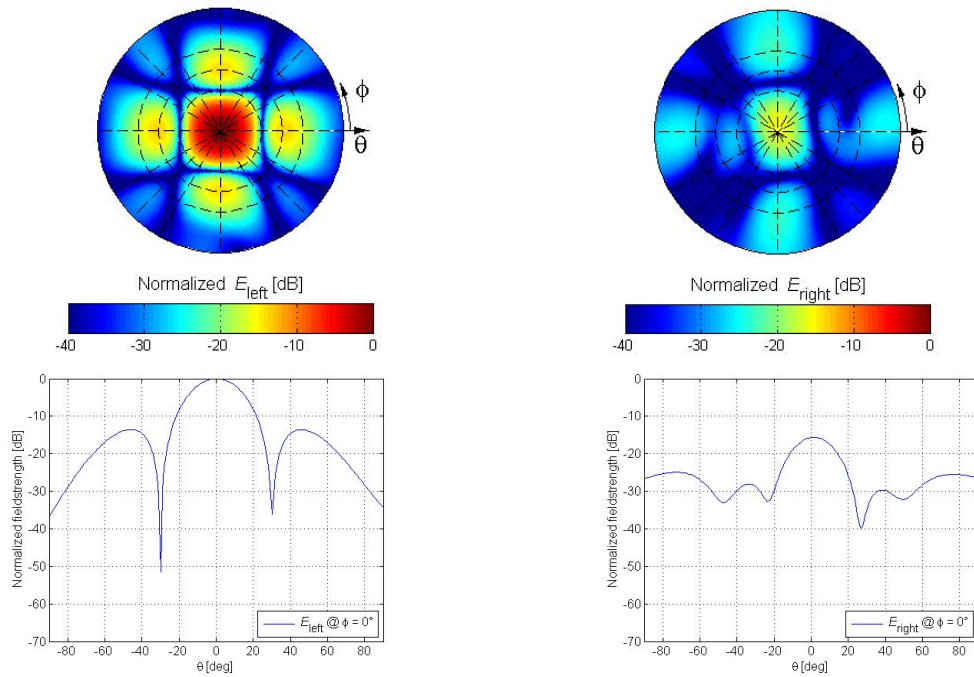 ϕ
θ
ϕ
θ
Normalized E_left [dB]
-40 -30 -20 -10 0
Normalized E_right [dB]
-40 -30 -20 -10 0
Normalized fieldstrength [dB]
0
-10
-20
-30
-40
-50
-60
-70
-80 -60 -40 -20 0 20 40 60 80
θ [deg]
E_left @ ϕ = 0°
Normalized fieldstrength [dB]
0
-10
-20
-30
-40
-50
-60
-70
-80 -60 -40 -20 0 20 40 60 80
θ [deg]
E_right @ ϕ = 0°